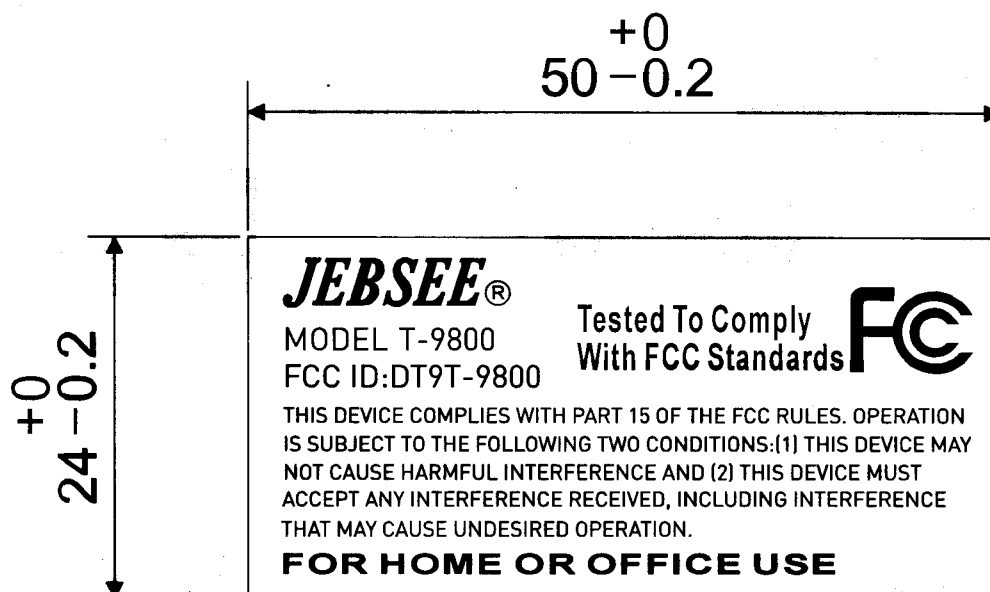 +0
50 -0.2
+0
24 -0.2
JEBSEE®
MODEL T-9800
FCC ID:DT9T-9800
Tested To Comply
With FCC Standards
FC
THIS DEVICE COMPLIES WITH PART 15 OF THE FCC RULES. OPERATION
IS SUBJECT TO THE FOLLOWING TWO CONDITIONS:(1) THIS DEVICE MAY
NOT CAUSE HARMFUL INTERFERENCE AND (2) THIS DEVICE MUST
ACCEPT ANY INTERFERENCE RECEIVED, INCLUDING INTERFERENCE
THAT MAY CAUSE UNDESIRED OPERATION.
FOR HOME OR OFFICE USE